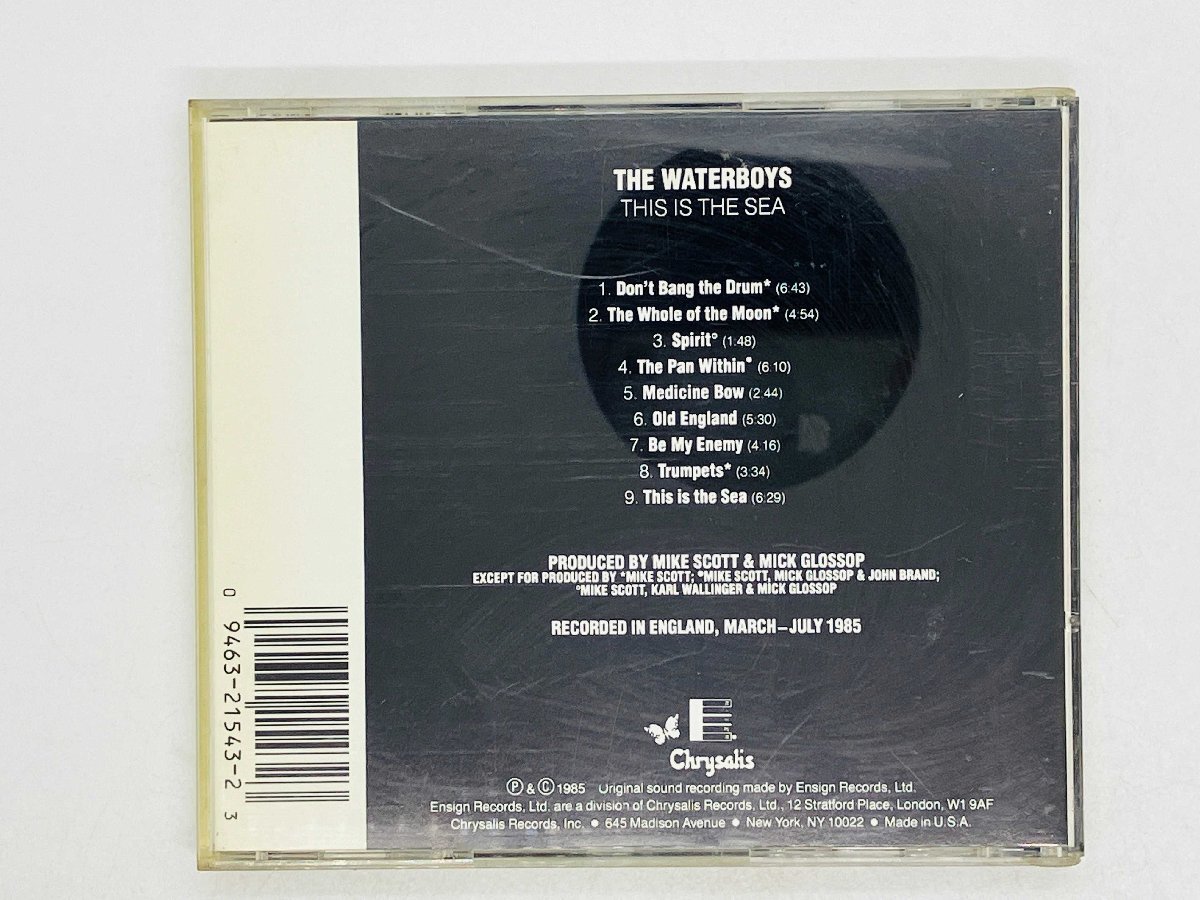 THE WATERBOYS
THIS IS THE SEA
1. Don't Bang the Drum* (6:43)
2. The Whole of the Moon* (4:54)
3. Spirit° (1:48)
4. The Pan Within• (6:10)
5. Medicine Bow (2:44)
6. Old England (5:30)
7. Be My Enemy (4:16)
8. Trumpets* (3:34)
9. This is the Sea (6:29)
PRODUCED BY MIKE SCOTT & MICK GLOSSOP
EXCEPT FOR PRODUCED BY *MIKE SCOTT; •MIKE SCOTT, MICK GLOSSOP & JOHN BRAND;
°MIKE SCOTT, KARL WALLINGER & MICK GLOSSOP
RECORDED IN ENGLAND, MARCH–JULY 1985
E.
Chrysalis
℗ & © 1985 Original sound recording made by Ensign Records, Ltd.
Ensign Records, Ltd. are a division of Chrysalis Records, Ltd., 12 Stratford Place, London, W1 9AF
Chrysalis Records, Inc. • 645 Madison Avenue • New York, NY 10022 • Made in U.S.A.
0 9463-21543-2 3